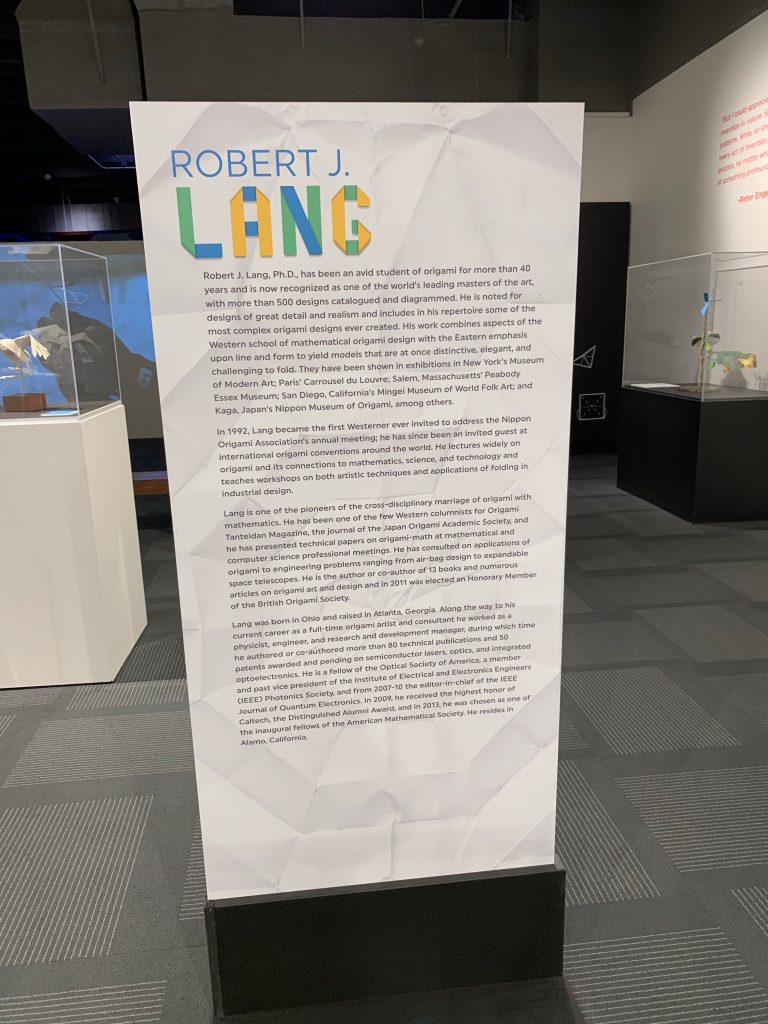 ROBERT J.
LANG
Robert J. Lang, Ph.D., has been an avid student of origami for more than 40
years and is now recognized as one of the world's leading masters of the art,
with more than 500 designs catalogued and diagrammed. He is noted for
designs of great detail and realism and includes in his repertoire some of the
most complex origami designs ever created. His work combines aspects of the
Western school of mathematical origami design with the Eastern emphasis
upon line and form to yield models that are at once distinctive, elegant, and
challenging to fold. They have been shown in exhibitions in New York's Museum
of Modern Art; Paris' Carrousel du Louvre; Salem, Massachusetts' Peabody
Essex Museum; San Diego, California's Mingei Museum of World Folk Art; and
Kaga, Japan's Nippon Museum of Origami, among others.
In 1992, Lang became the first Westerner ever invited to address the Nippon
Origami Association's annual meeting; he has since been an invited guest at
international origami conventions around the world. He lectures widely on
origami and its connections to mathematics, science, and technology and
teaches workshops on both artistic techniques and applications of folding in
industrial design.
Lang is one of the pioneers of the cross-disciplinary marriage of origami with
mathematics. He has been one of the few Western columnists for Origami
Tanteidan Magazine, the journal of the Japan Origami Academic Society, and
he has presented technical papers on origami-math at mathematical and
computer science professional meetings. He has consulted on applications of
origami to engineering problems ranging from air-bag design to expandable
space telescopes. He is the author or co-author of 13 books and numerous
articles on origami art and design and in 2011 was elected an Honorary Member
of the British Origami Society.
Lang was born in Ohio and raised in Atlanta, Georgia. Along the way to his
current career as a full-time origami artist and consultant he worked as a
physicist, engineer, and research and development manager, during which time
he authored or co-authored more than 80 technical publications and 50
patents awarded and pending on semiconductor lasers, optics, and integrated
optoelectronics. He is a fellow of the Optical Society of America, a member
and past vice president of the Institute of Electrical and Electronics Engineers
(IEEE) Photonics Society, and from 2007-10 the editor-in-chief of the IEEE
Journal of Quantum Electronics. In 2009, he received the highest honor of
Caltech, the Distinguished Alumni Award, and in 2013, he was chosen as one of
the inaugural fellows of the American Mathematical Society. He resides in
Alamo, California.
"But I could
invention in nature.
patterns. While no
every act of invention,
process, no matter
at something
-Peter